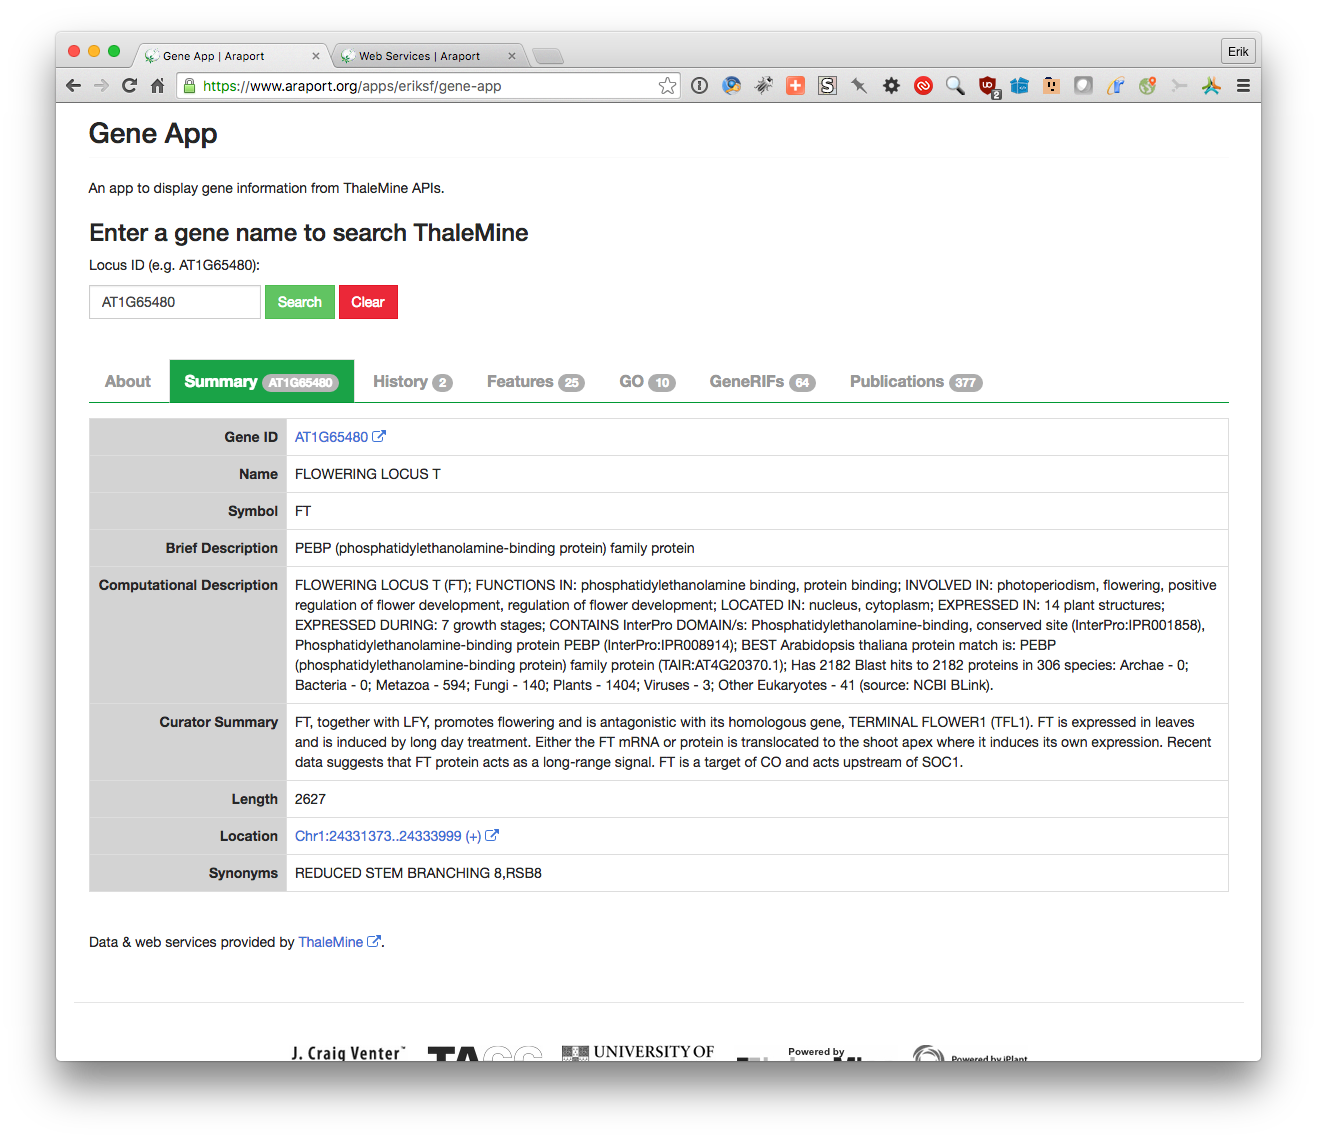 Gene App | Araport
Web Services | Araport
Erik
https://www.araport.org/apps/eriksf/gene-app
2
Gene App
An app to display gene information from ThaleMine APIs.
Enter a gene name to search ThaleMine
Locus ID (e.g. AT1G65480):
AT1G65480 Search Clear
About Summary AT1G65480 History 2 Features 25 GO 10 GeneRIFs 64 Publications 377
Gene ID AT1G65480
Name FLOWERING LOCUS T
Symbol FT
Brief Description PEBP (phosphatidylethanolamine-binding protein) family protein
Computational Description FLOWERING LOCUS T (FT); FUNCTIONS IN: phosphatidylethanolamine binding, protein binding; INVOLVED IN: photoperiodism, flowering, positive
regulation of flower development, regulation of flower development; LOCATED IN: nucleus, cytoplasm; EXPRESSED IN: 14 plant structures;
EXPRESSED DURING: 7 growth stages; CONTAINS InterPro DOMAIN/s: Phosphatidylethanolamine-binding, conserved site (InterPro:IPR001858),
Phosphatidylethanolamine-binding protein PEBP (InterPro:IPR008914); BEST Arabidopsis thaliana protein match is: PEBP
(phosphatidylethanolamine-binding protein) family protein (TAIR:AT4G20370.1); Has 2182 Blast hits to 2182 proteins in 306 species: Archae - 0;
Bacteria - 0; Metazoa - 594; Fungi - 140; Plants - 1404; Viruses - 3; Other Eukaryotes - 41 (source: NCBI BLink).
Curator Summary FT, together with LFY, promotes flowering and is antagonistic with its homologous gene, TERMINAL FLOWER1 (TFL1). FT is expressed in leaves
and is induced by long day treatment. Either the FT mRNA or protein is translocated to the shoot apex where it induces its own expression. Recent
data suggests that FT protein acts as a long-range signal. FT is a target of CO and acts upstream of SOC1.
Length 2627
Location Chr1:24331373..24333999 (+)
Synonyms REDUCED STEM BRANCHING 8,RSB8
Data & web services provided by ThaleMine.
J. Craig Venter™ TACC UNIVERSITY OF Powered by Powered by iPlant